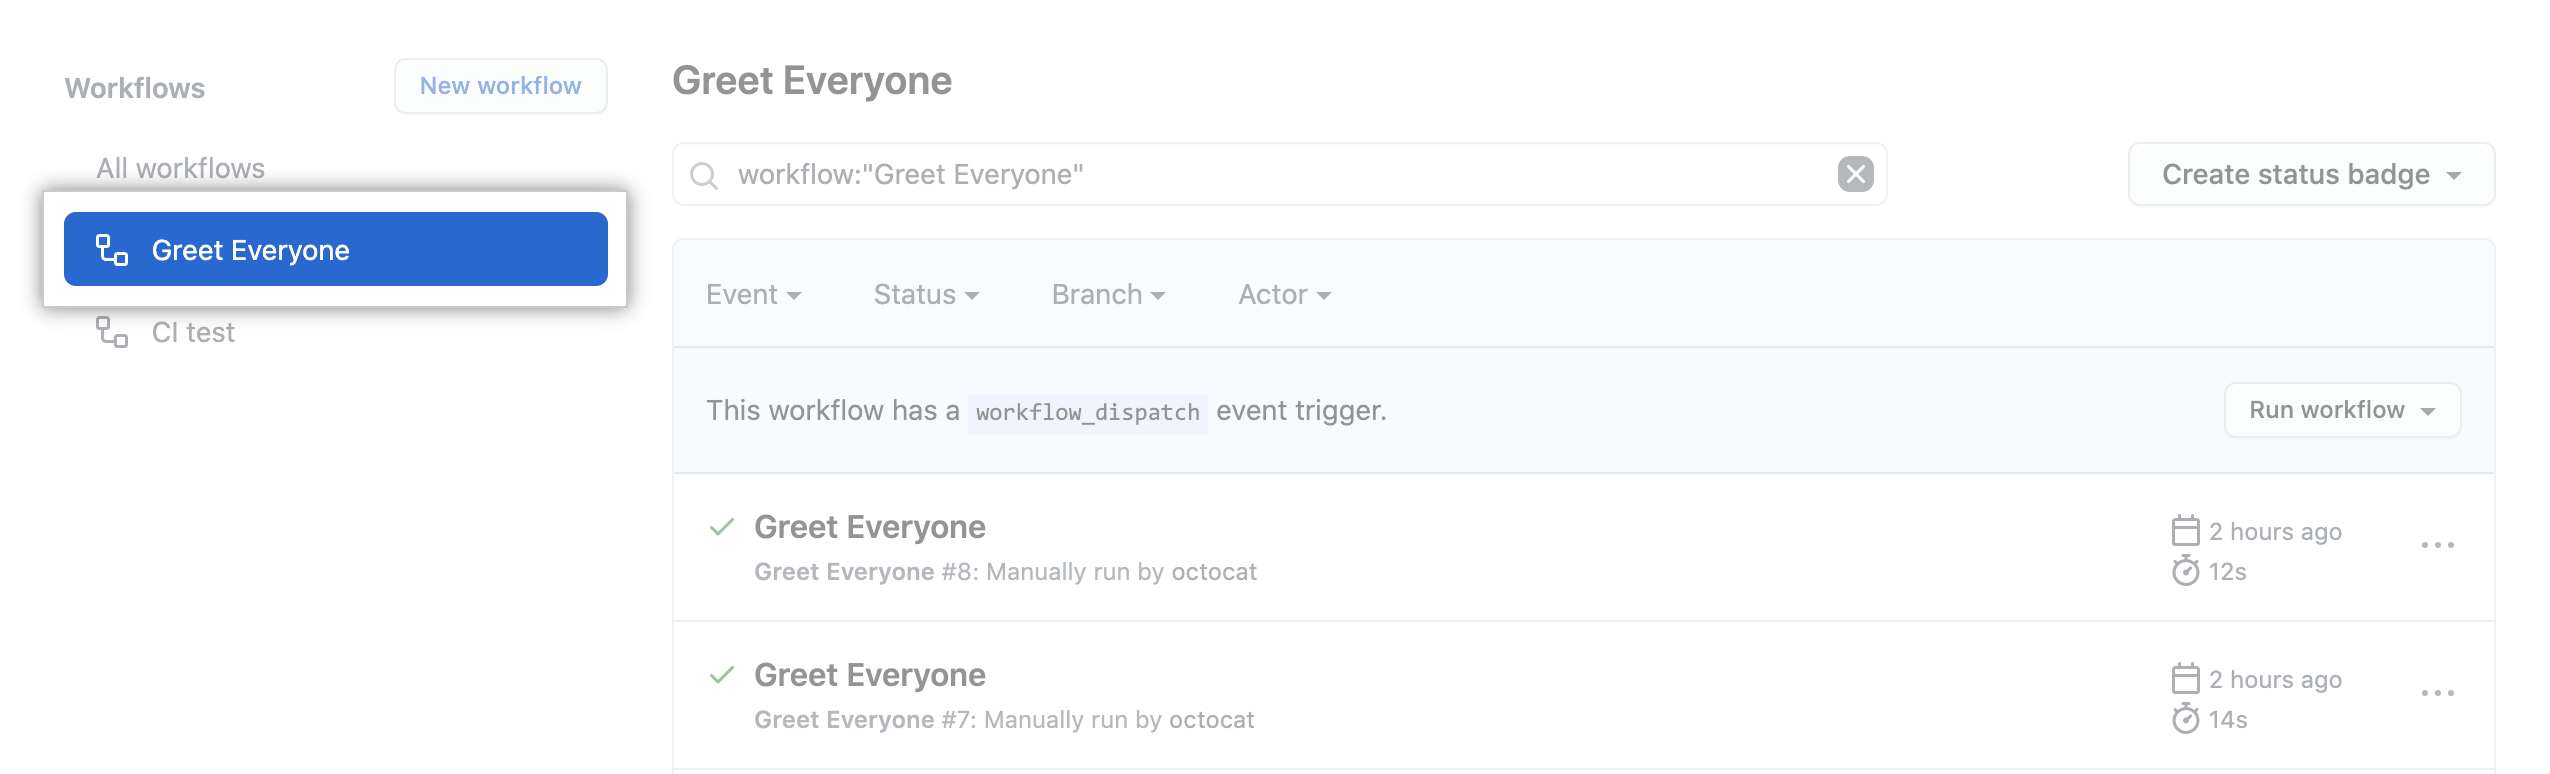 Workflows
New workflow
All workflows
Greet Everyone
CI test
Greet Everyone
workflow:"Greet Everyone"
Create status badge
Event Status Branch Actor
This workflow has a workflow_dispatch event trigger.
Run workflow
Greet Everyone
Greet Everyone #8: Manually run by octocat
2 hours ago
12s
Greet Everyone
Greet Everyone #7: Manually run by octocat
2 hours ago
14s